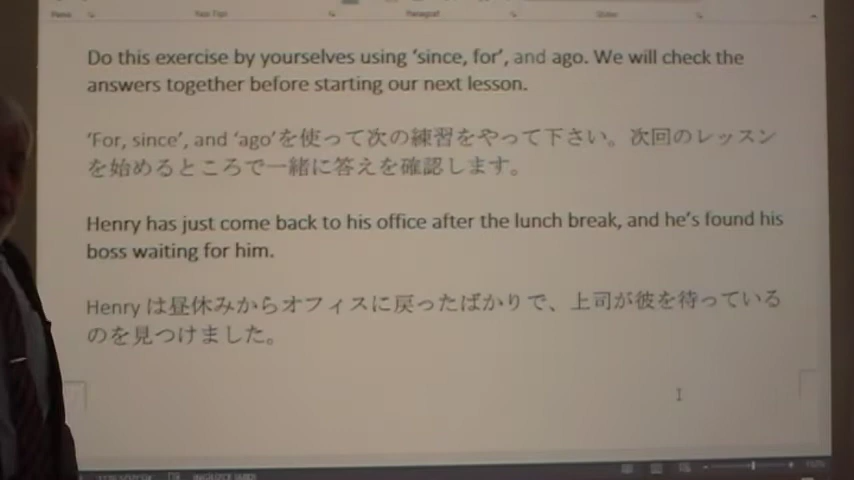 Do this exercise by yourselves using ‘since, for’, and ago. We will check the
answers together before starting our next lesson.
‘For, since’, and ‘ago’を使って次の練習をやって下さい。次回のレッスン
を始めるところで一緒に答えを確認します。
Henry has just come back to his office after the lunch break, and he’s found his
boss waiting for him.
Henry は昼休みからオフィスに戻ったばかりで、上司が彼を待っている
のを見つけました。